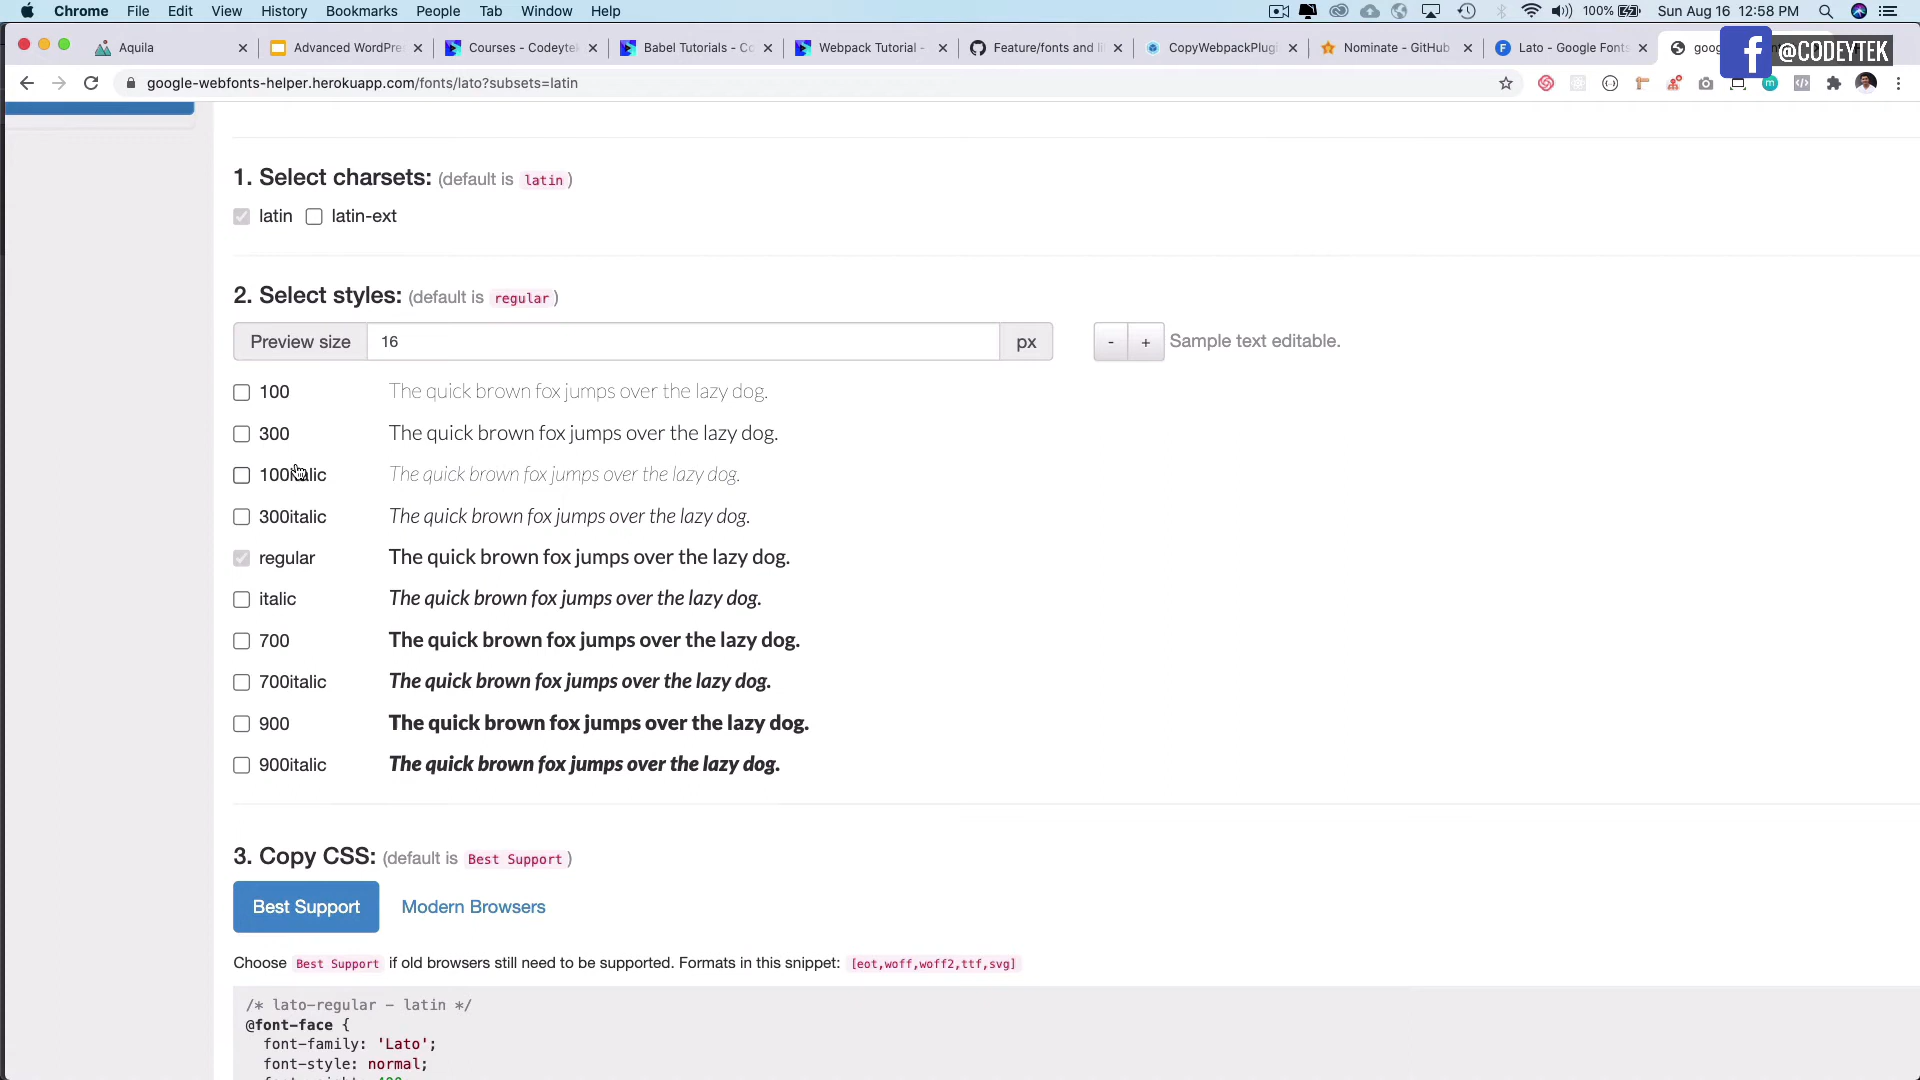 Chrome File Edit View History Bookmarks People Tab Window Help 100% Sun Aug 16 12:58 PM
Aquila Advanced WordPre Courses - Codeytek Babel Tutorials - Co Webpack Tutorial - Feature/fonts and li CopyWebpackPlugi Nominate - GitHub Lato - Google Fonts goog @CODEYTEK
google-webfonts-helper.herokuapp.com/fonts/lato?subsets=latin
1. Select charsets: (default is latin)
latin latin-ext
2. Select styles: (default is regular)
Preview size 16 px - + Sample text editable.
100 The quick brown fox jumps over the lazy dog.
300 The quick brown fox jumps over the lazy dog.
100italic The quick brown fox jumps over the lazy dog.
300italic The quick brown fox jumps over the lazy dog.
regular The quick brown fox jumps over the lazy dog.
italic The quick brown fox jumps over the lazy dog.
700 The quick brown fox jumps over the lazy dog.
700italic The quick brown fox jumps over the lazy dog.
900 The quick brown fox jumps over the lazy dog.
900italic The quick brown fox jumps over the lazy dog.
3. Copy CSS: (default is Best Support)
Best Support Modern Browsers
Choose Best Support if old browsers still need to be supported. Formats in this snippet: [eot,woff,woff2,ttf,svg]
/* lato-regular - latin */
@font-face {
font-family: 'Lato';
font-style: normal;